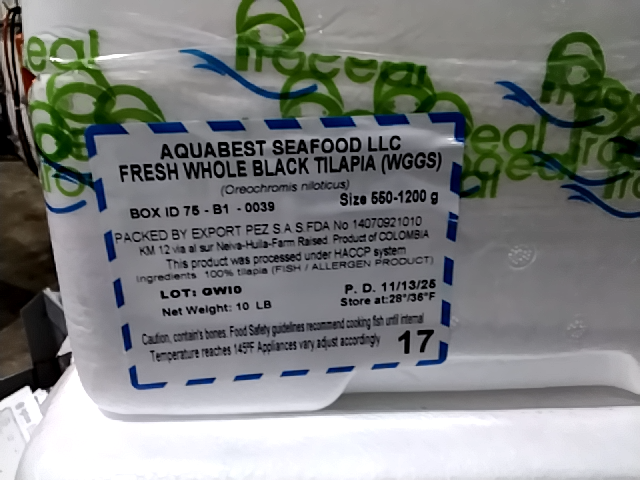 Proceal
AQUABEST SEAFOOD LLC
FRESH WHOLE BLACK TILAPIA (WGGS)
(Oreochromis niloticus)
BOX ID 75 - B1 - 0039 Size 550-1200 g
PACKED BY EXPORT PEZ S.A.S.FDA No 14070921010
KM 12 via al sur Neiva-Huila-Farm Raised. Product of COLOMBIA
This product was processed under HACCP system
Ingredients 100% tilapia (FISH / ALLERGEN PRODUCT)
LOT: GW10 P. D. 11/13/25
Net Weight: 10 LB Store at:28°/36°F
Caution, contain's bones. Food Safety guidelines recommend cooking fish until internal
Temperature reaches 145ºF Appliances vary adjust accordingly 17